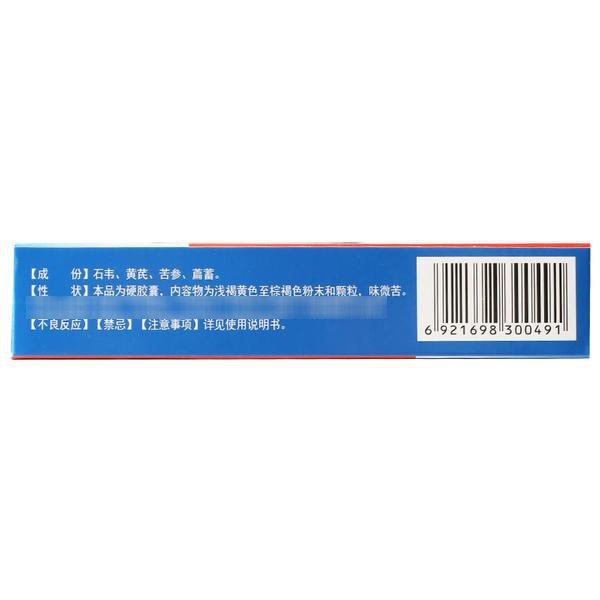 【成　份】石韦、黄芪、苦参、萹蓄。
【性　状】本品为硬胶囊，内容物为浅褐黄色至棕褐色粉末和颗粒，味微苦。
【不良反应】【禁忌】【注意事项】详见使用说明书。
6 921698 300491